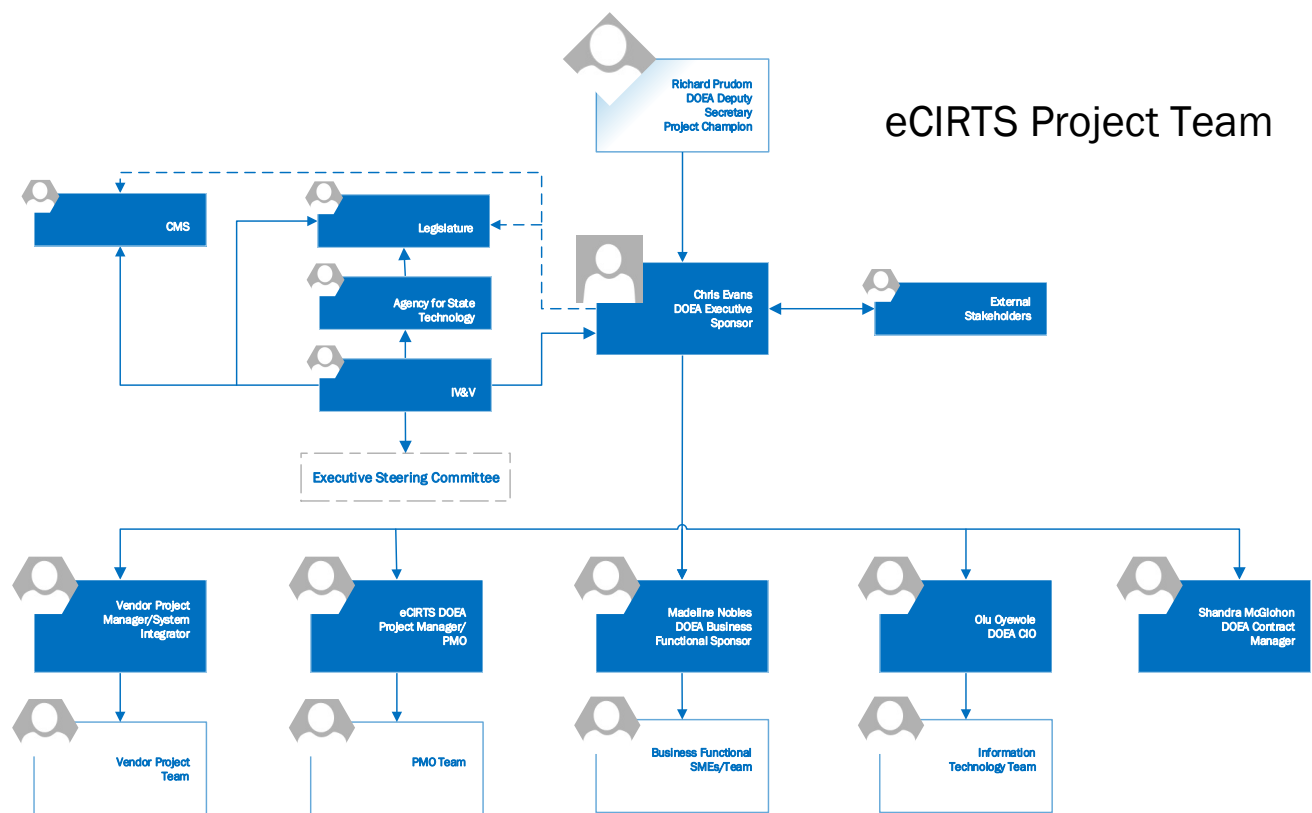 Richard Prudom
DOEA Deputy
Secretary
Project Champion
eCIRTS Project Team
CMS
Legislature
Agency for State
Technology
IV&V
Chris Evans
DOEA Executive
Sponsor
External
Stakeholders
Executive Steering Committee
Vendor Project
Manager/System
Integrator
eCIRTS DOEA
Project Manager/
PMO
Madeline Nobles
DOEA Business
Functional Sponsor
Olu Oyewole
DOEA CIO
Shandra McGlohon
DOEA Contract
Manager
Vendor Project
Team
PMO Team
Business Functional
SMEs/Team
Information
Technology Team